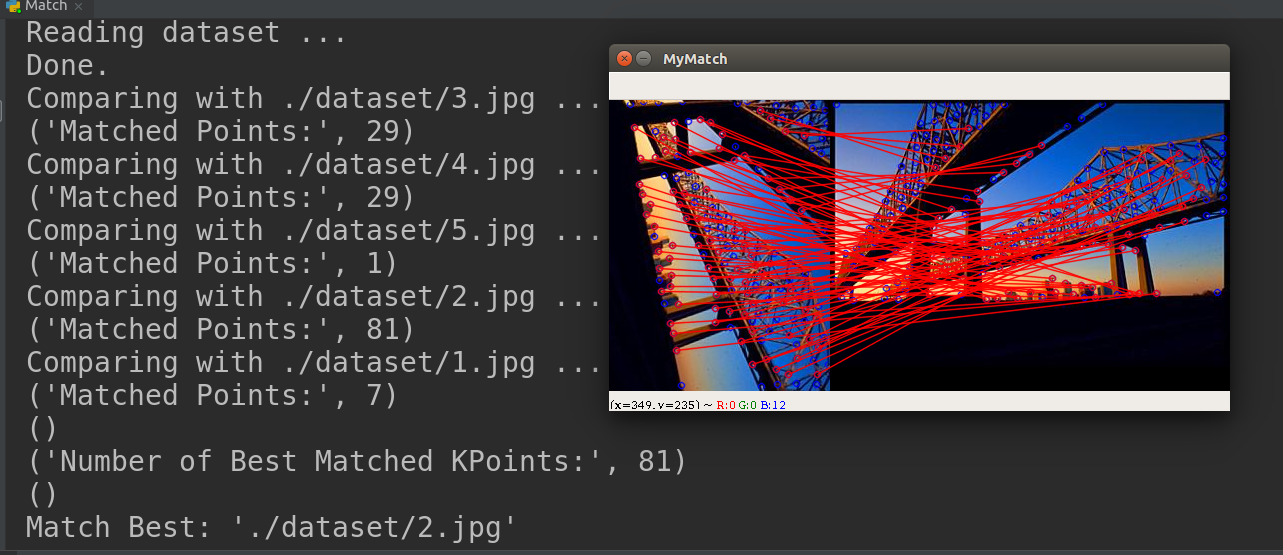 Match
Reading dataset ...
Done.
Comparing with ./dataset/3.jpg ...
('Matched Points:', 29)
Comparing with ./dataset/4.jpg ...
('Matched Points:', 29)
Comparing with ./dataset/5.jpg ...
('Matched Points:', 1)
Comparing with ./dataset/2.jpg ...
('Matched Points:', 81)
Comparing with ./dataset/1.jpg ...
('Matched Points:', 7)
()
('Number of Best Matched KPoints:', 81)
()
Match Best: './dataset/2.jpg'
MyMatch
(x=349, y=235) ~ R:0 G:0 B:12